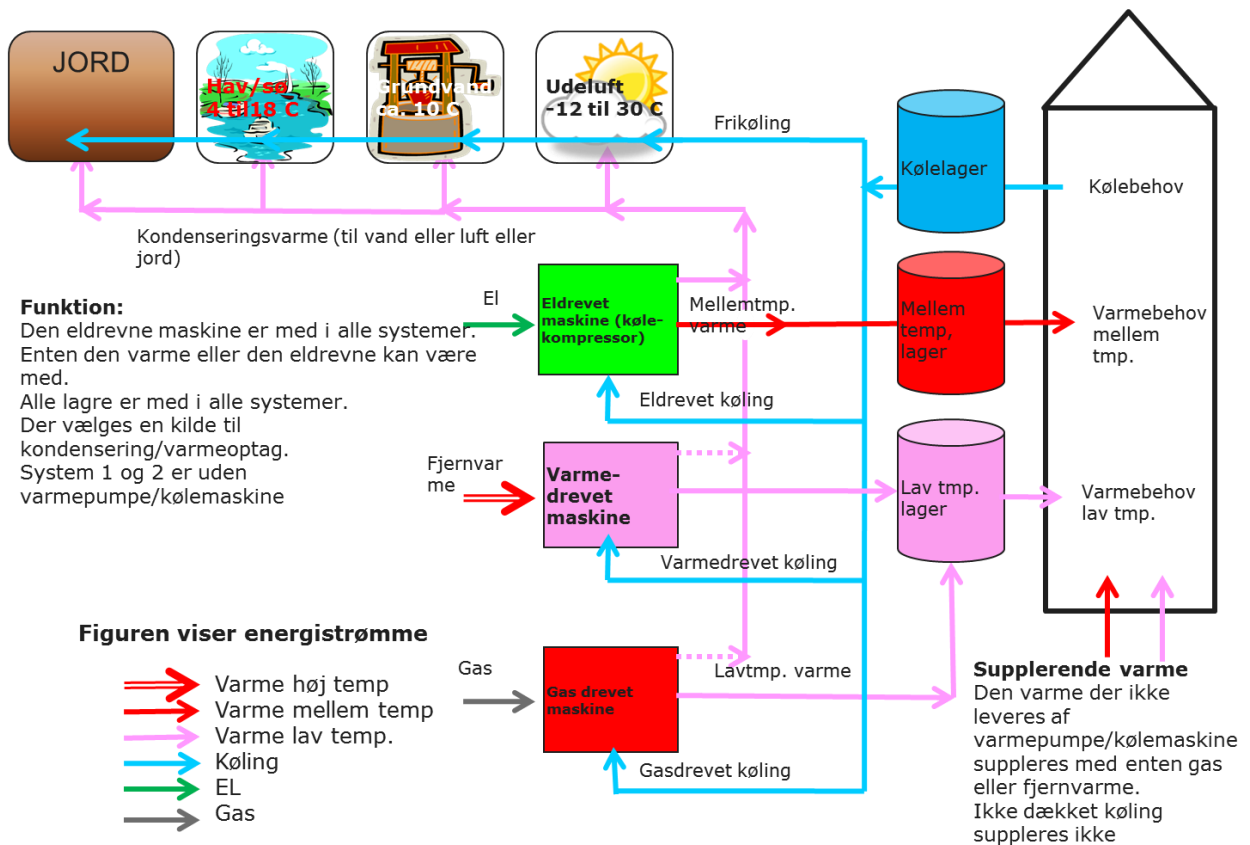 JORD
Hav/sø
4 til18 C
Grundvand
ca. 10 C
Udeluft
-12 til 30 C
Frikøling
Kølelager
Kølebehov
Kondenseringsvarme (til vand eller luft eller
jord)
Funktion:
Den eldrevne maskine er med i alle systemer.
Enten den varme eller den eldrevne kan være
med.
Alle lagre er med i alle systemer.
Der vælges en kilde til
kondensering/varmeoptag.
System 1 og 2 er uden
varmepumpe/kølemaskine
El
Eldrevet
maskine (køle-
kompressor)
Mellemtmp.
varme
Mellem
temp,
lager
Varmebehov
mellem
tmp.
Eldrevet køling
Fjernvar
me
Varme-
drevet
maskine
Lav tmp.
lager
Varmebehov
lav tmp.
Varmedrevet køling
Figuren viser energistrømme
Varme høj temp
Varme mellem temp
Varme lav temp.
Køling
EL
Gas
Gas
Gas drevet
maskine
Lavtmp. varme
Gasdrevet køling
Supplerende varme
Den varme der ikke
leveres af
varmepumpe/kølemaskine
suppleres med enten gas
eller fjernvarme.
Ikke dækket køling
suppleres ikke